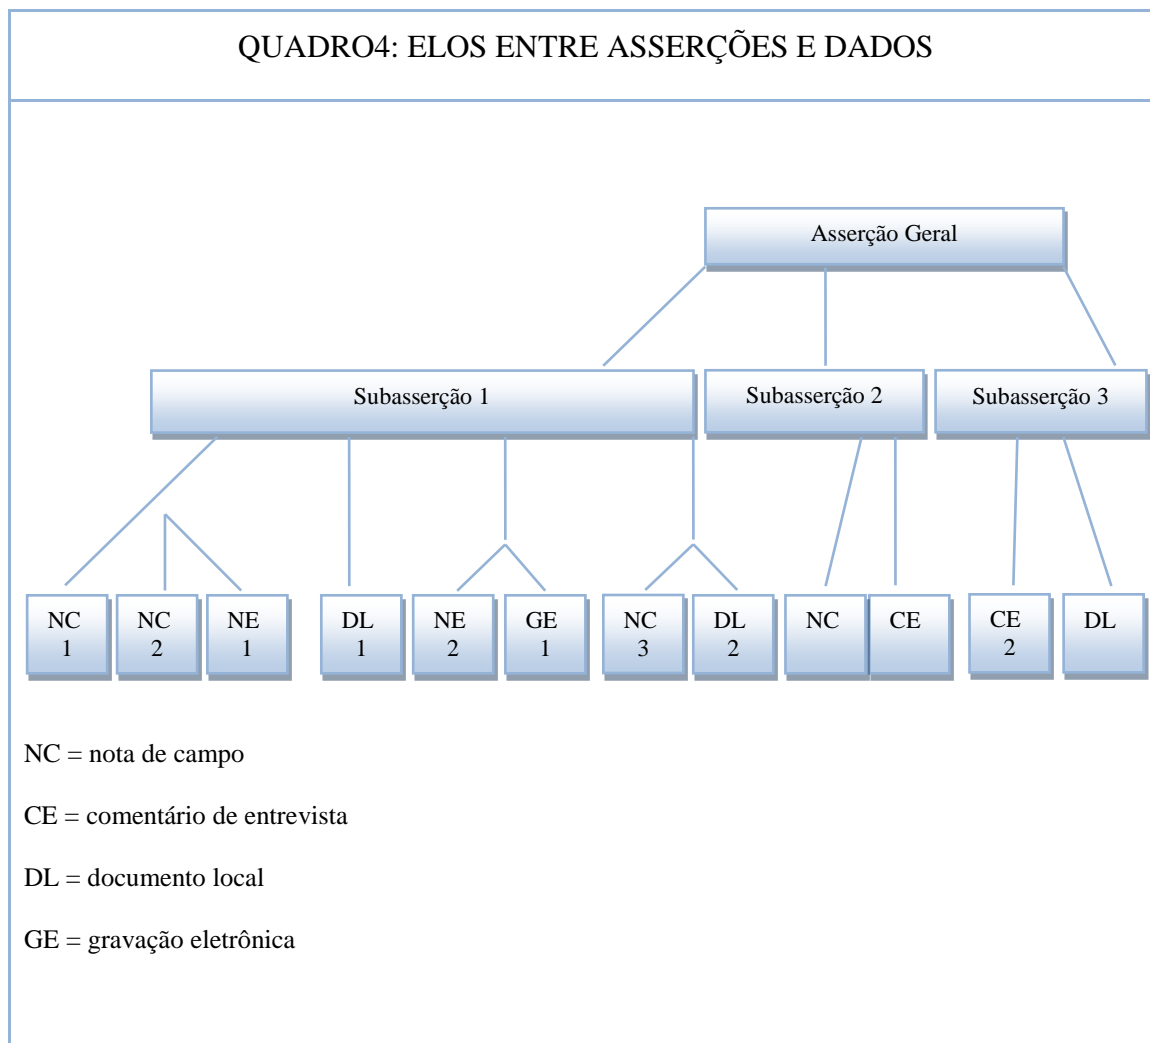 QUADRO4: ELOS ENTRE ASSERÇÕES E DADOS
Asserção Geral
Subasserção 1
Subasserção 2
Subasserção 3
NC
1
NC
2
NE
1
DL
1
NE
2
GE
1
NC
3
DL
2
NC
CE
CE
2
DL
NC = nota de campo
CE = comentário de entrevista
DL = documento local
GE = gravação eletrônica